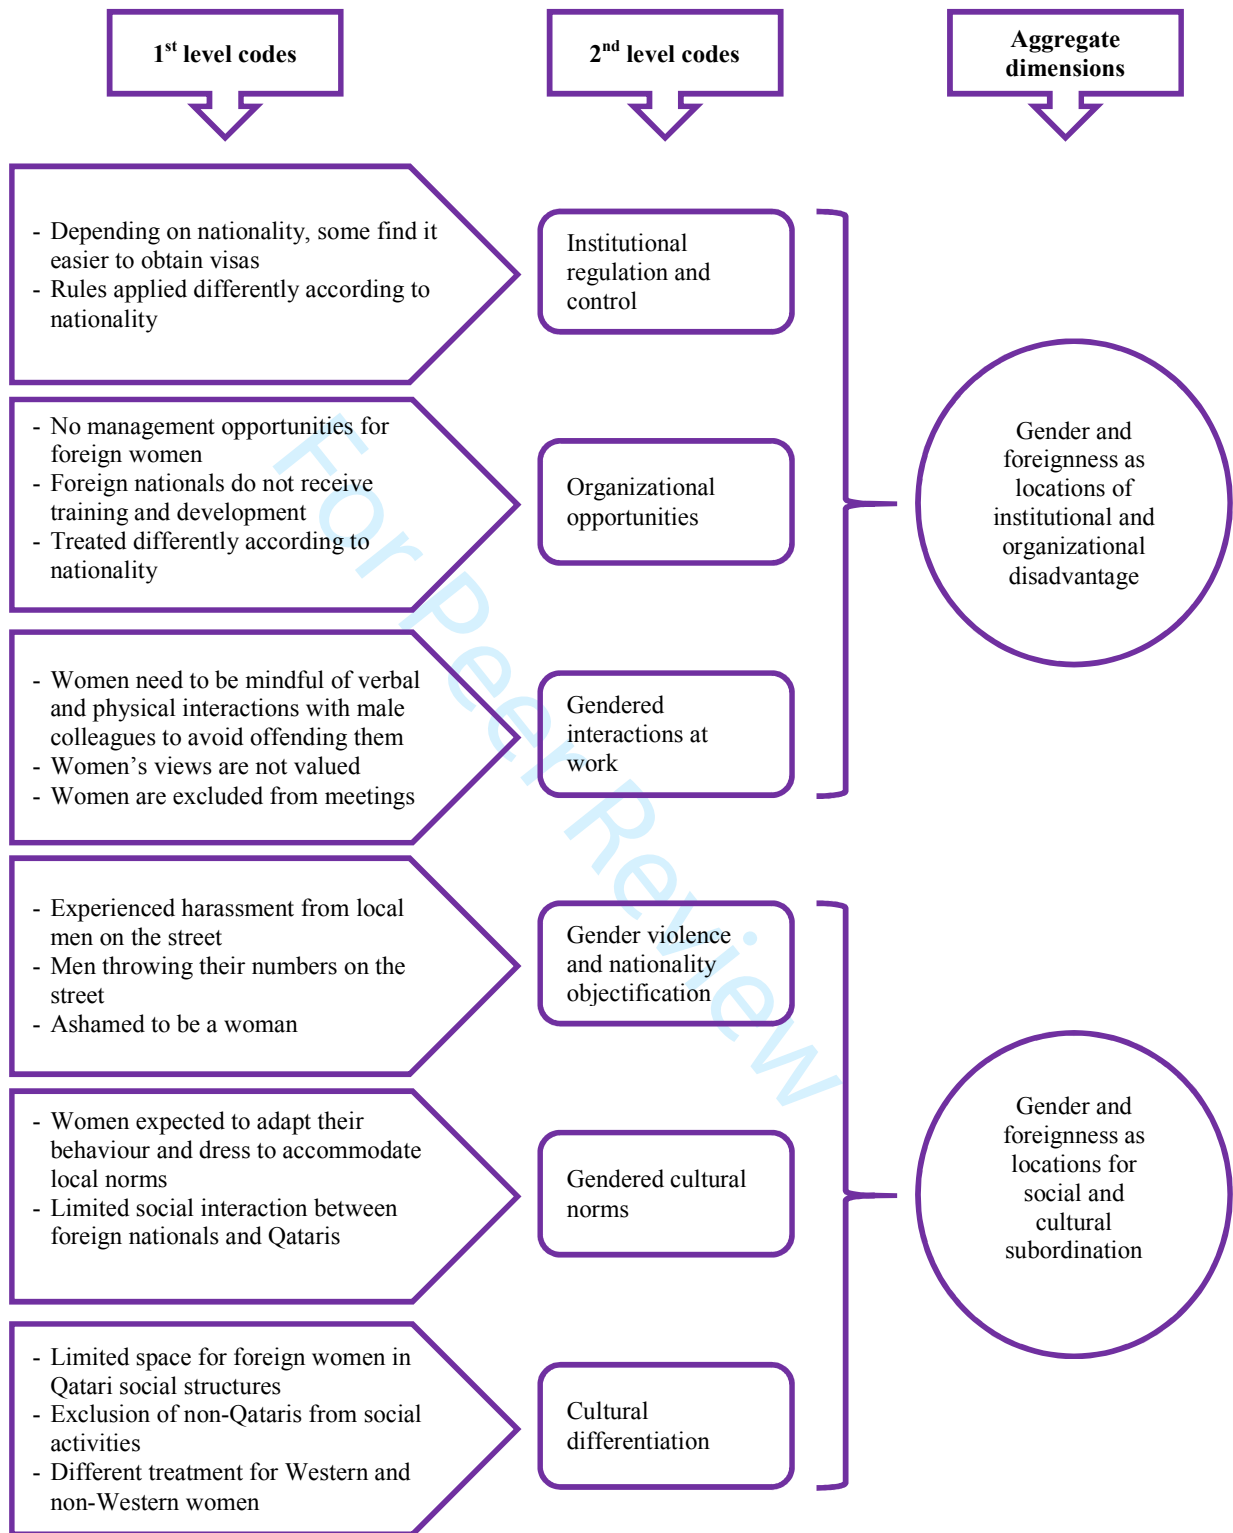 1st level codes
2nd level codes
Aggregate
dimensions
- Depending on nationality, some find it
easier to obtain visas
- Rules applied differently according to
nationality
Institutional
regulation and
control
- No management opportunities for
foreign women
- Foreign nationals do not receive
training and development
- Treated differently according to
nationality
Organizational
opportunities
- Women need to be mindful of verbal
and physical interactions with male
colleagues to avoid offending them
- Women’s views are not valued
- Women are excluded from meetings
Gendered
interactions at
work
Gender and
foreignness as
locations of
institutional and
organizational
disadvantage
- Experienced harassment from local
men on the street
- Men throwing their numbers on the
street
- Ashamed to be a woman
Gender violence
and nationality
objectification
- Women expected to adapt their
behaviour and dress to accommodate
local norms
- Limited social interaction between
foreign nationals and Qataris
Gendered cultural
norms
- Limited space for foreign women in
Qatari social structures
- Exclusion of non-Qataris from social
activities
- Different treatment for Western and
non-Western women
Cultural
differentiation
Gender and
foreignness as
locations for
social and
cultural
subordination
For Peer Review